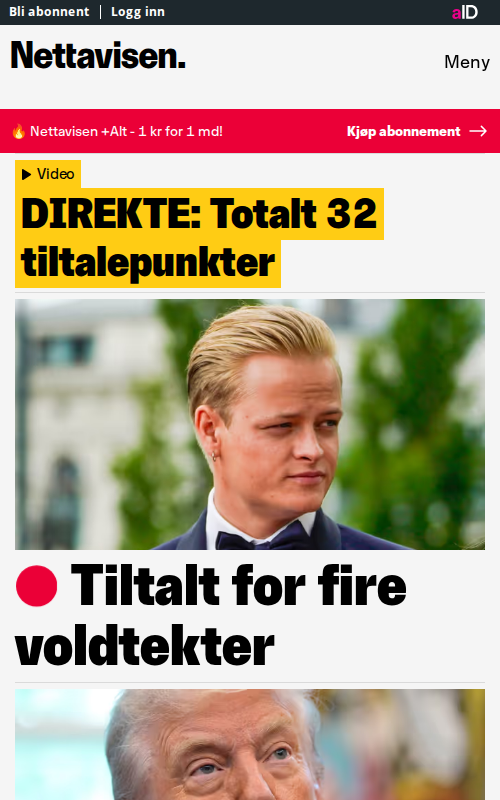 Bli abonnent | Logg inn
aID
Nettavisen.
Meny
🔥 Nettavisen +Alt - 1 kr for 1 md!
Kjøp abonnement →
Video
DIREKTE: Totalt 32
tiltalepunkter
Tiltalt for fire
voldtekter